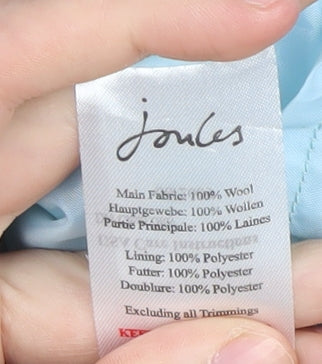 Joules
Main Fabric: 100% Wool
Hauptgewebe: 100% Wollen
Partie Principale: 100% Laines
Lining: 100% Polyester
Futter: 100% Polyester
Doublure: 100% Polyester
Excluding all Trimmings